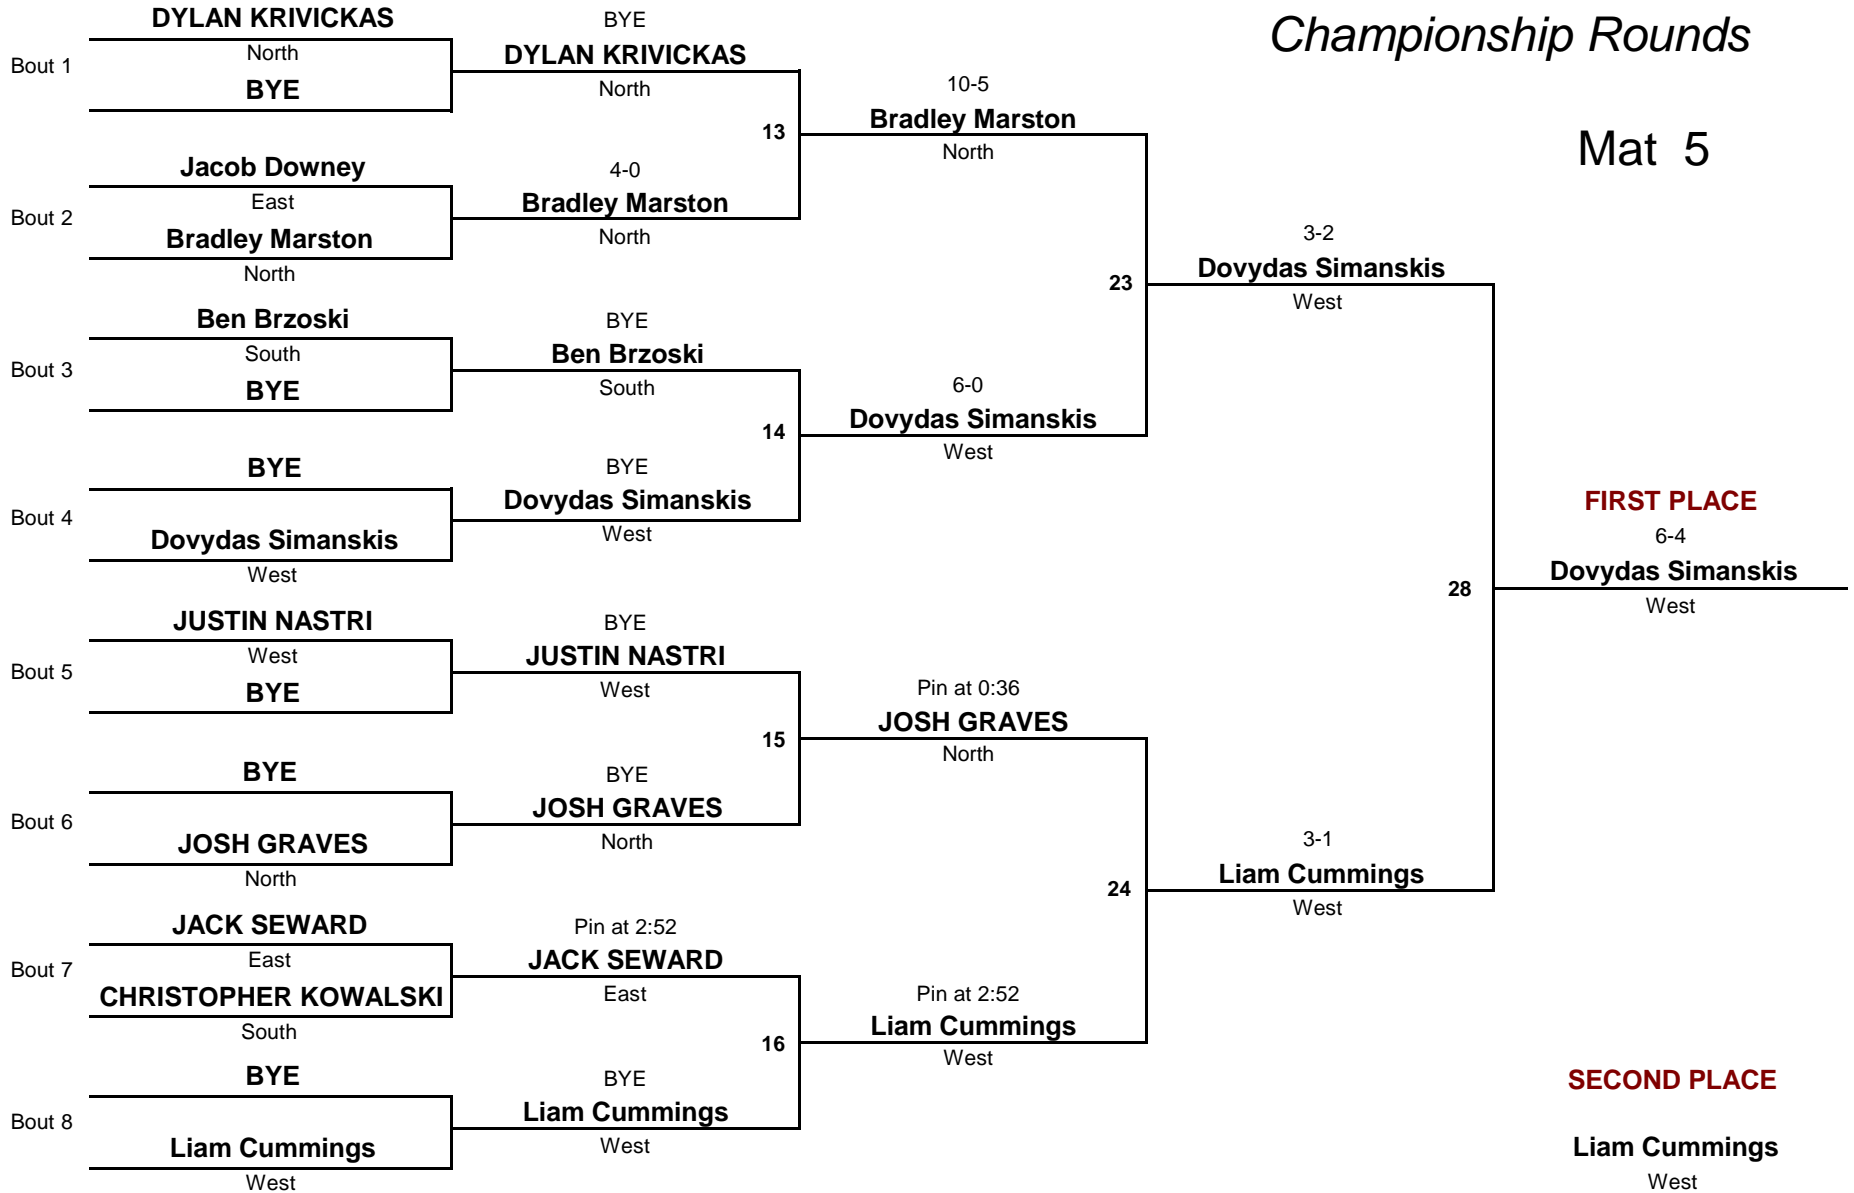 Championship Rounds
Mat 5
DYLAN KRIVICKAS
North
Bout 1
BYE
Jacob Downey
East
Bout 2
Bradley Marston
North
Ben Brzoski
South
Bout 3
BYE
BYE
Bout 4
Dovydas Simanskis
West
JUSTIN NASTRI
West
Bout 5
BYE
BYE
Bout 6
JOSH GRAVES
North
JACK SEWARD
East
Bout 7
CHRISTOPHER KOWALSKI
South
BYE
Bout 8
Liam Cummings
West
BYE
DYLAN KRIVICKAS
North
13
4-0
Bradley Marston
North
BYE
Ben Brzoski
South
14
BYE
Dovydas Simanskis
West
BYE
JUSTIN NASTRI
West
15
BYE
JOSH GRAVES
North
Pin at 2:52
JACK SEWARD
East
16
BYE
Liam Cummings
West
10-5
Bradley Marston
North
23
6-0
Dovydas Simanskis
West
Pin at 0:36
JOSH GRAVES
North
24
Pin at 2:52
Liam Cummings
West
3-2
Dovydas Simanskis
West
28
3-1
Liam Cummings
West
FIRST PLACE
6-4
Dovydas Simanskis
West
SECOND PLACE
Liam Cummings
West